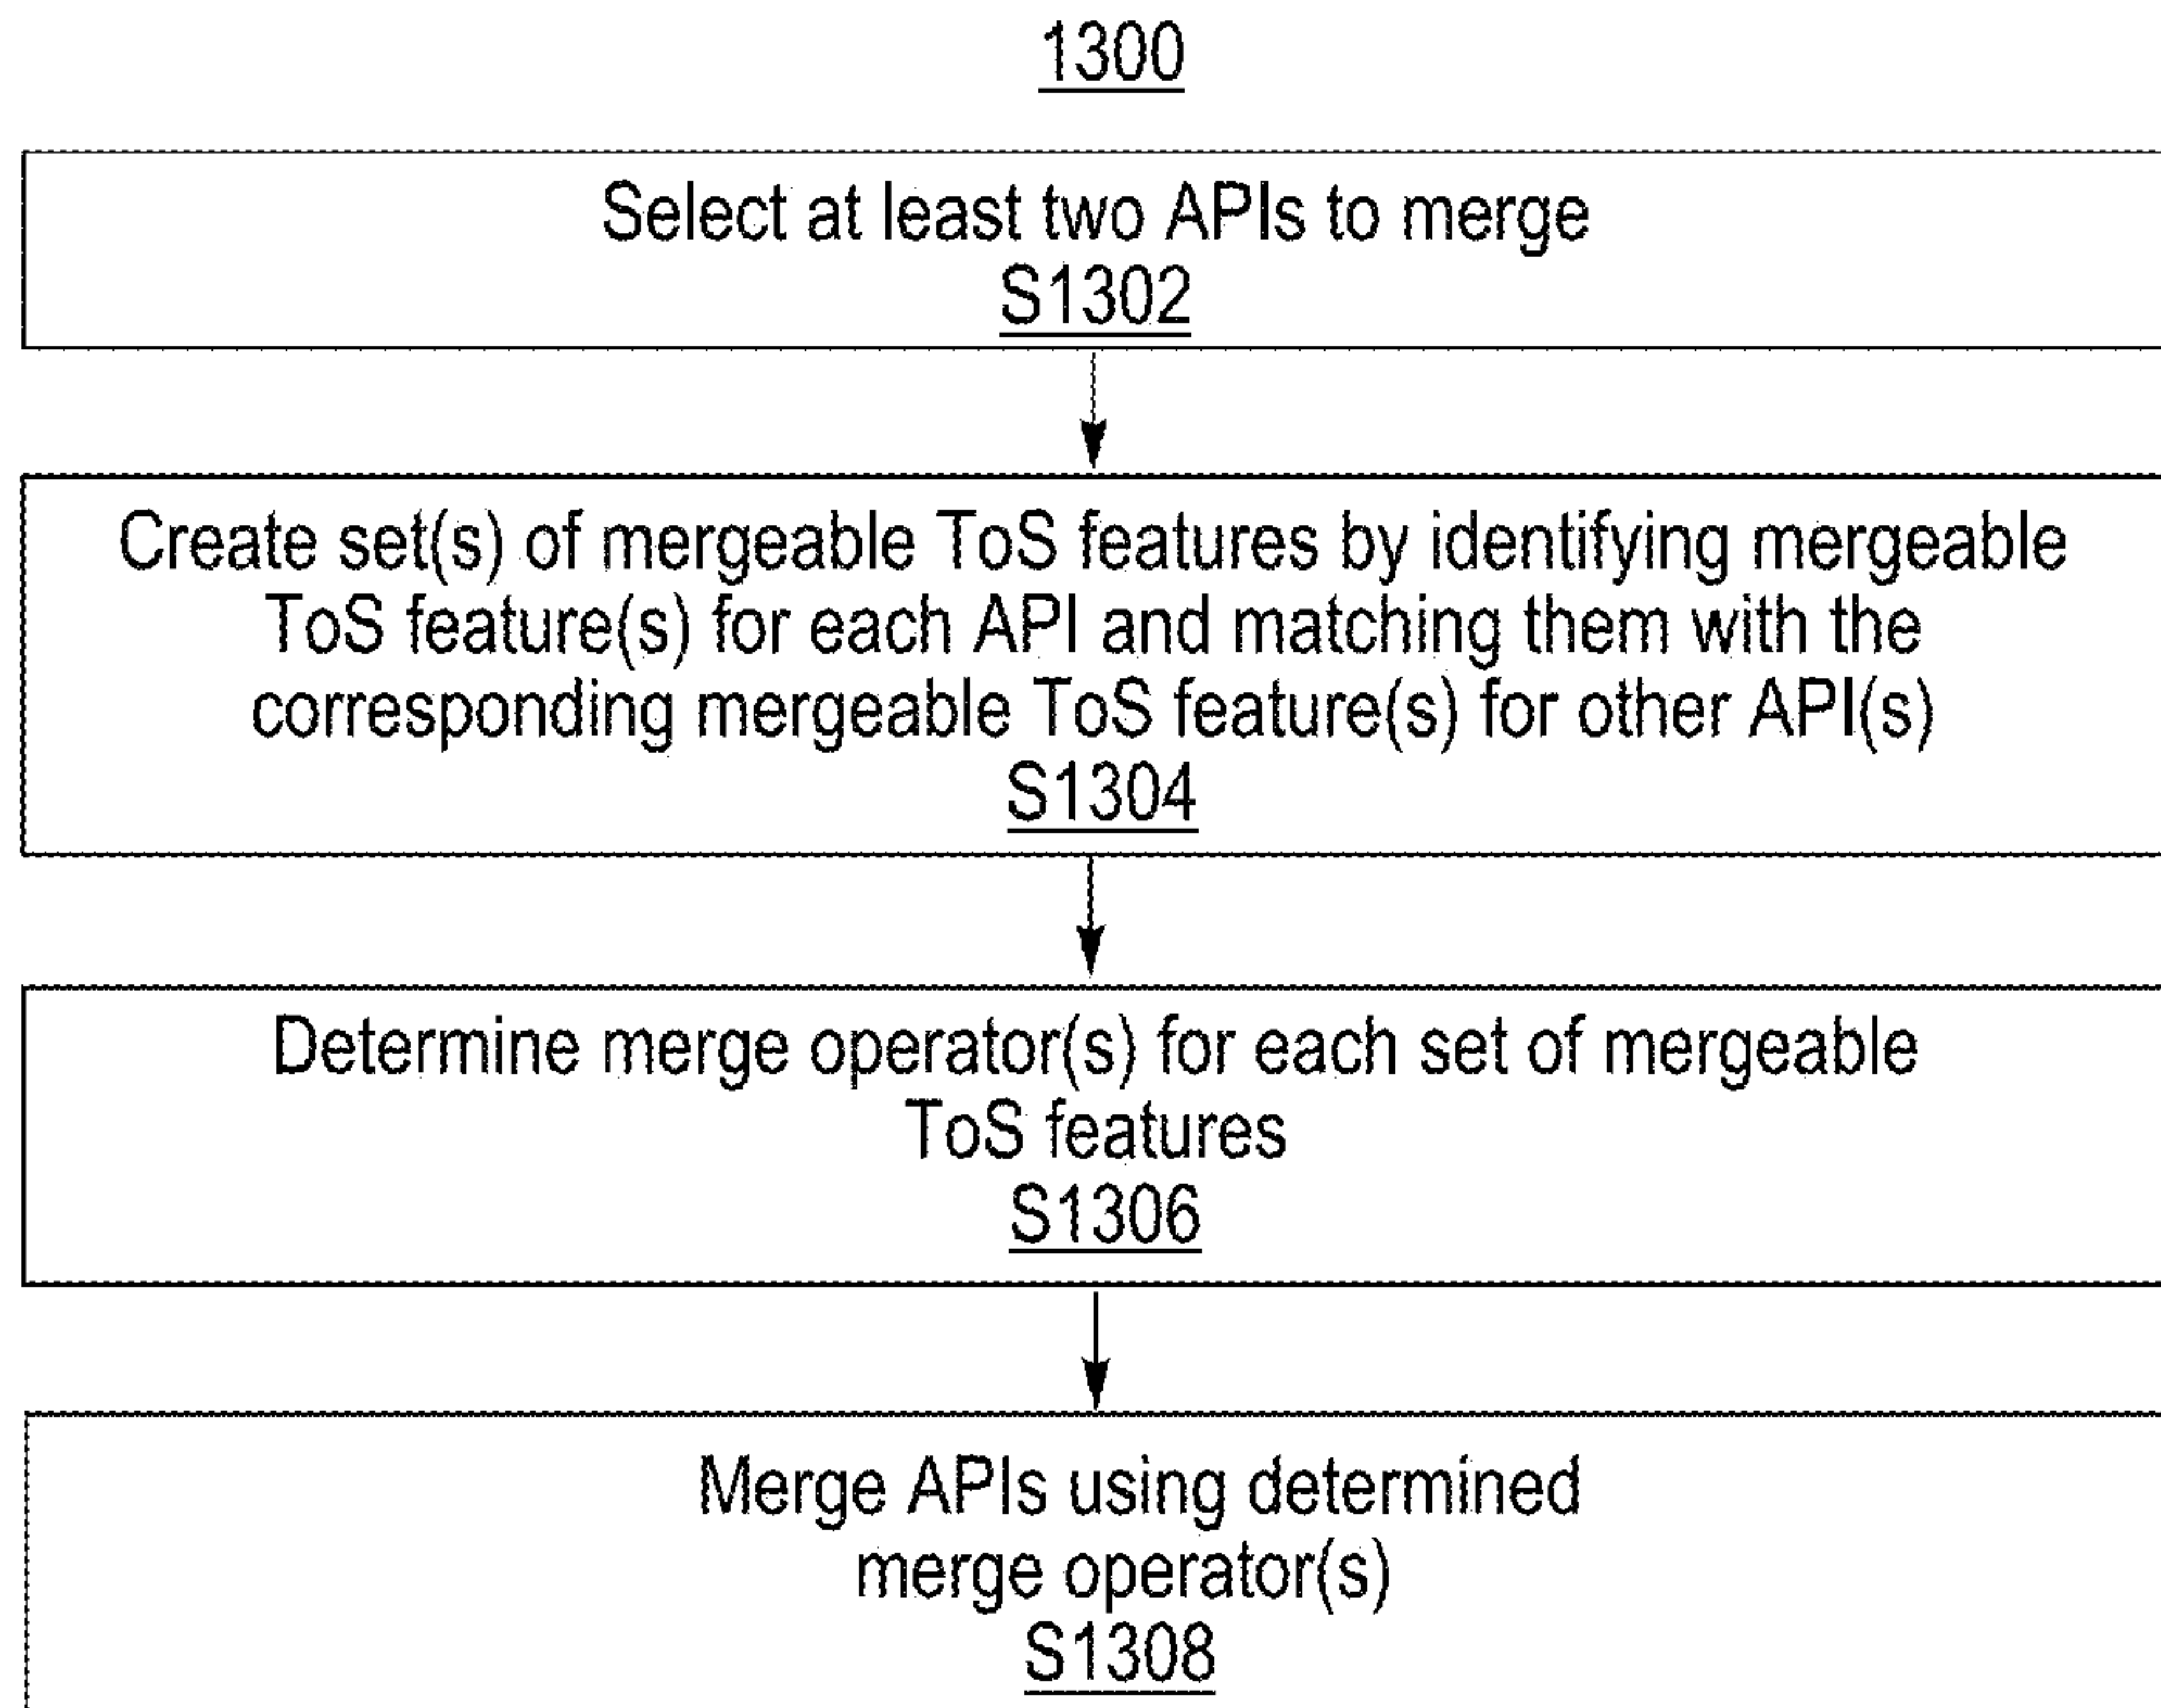 1300
Select at least two APIs to merge
S1302
Create set(s) of mergeable ToS features by identifying mergeable
ToS feature(s) for each API and matching them with the
corresponding mergeable ToS feature(s) for other API(s)
S1304
Determine merge operator(s) for each set of mergeable
ToS features
S1306
Merge APIs using determined
merge operator(s)
S1308